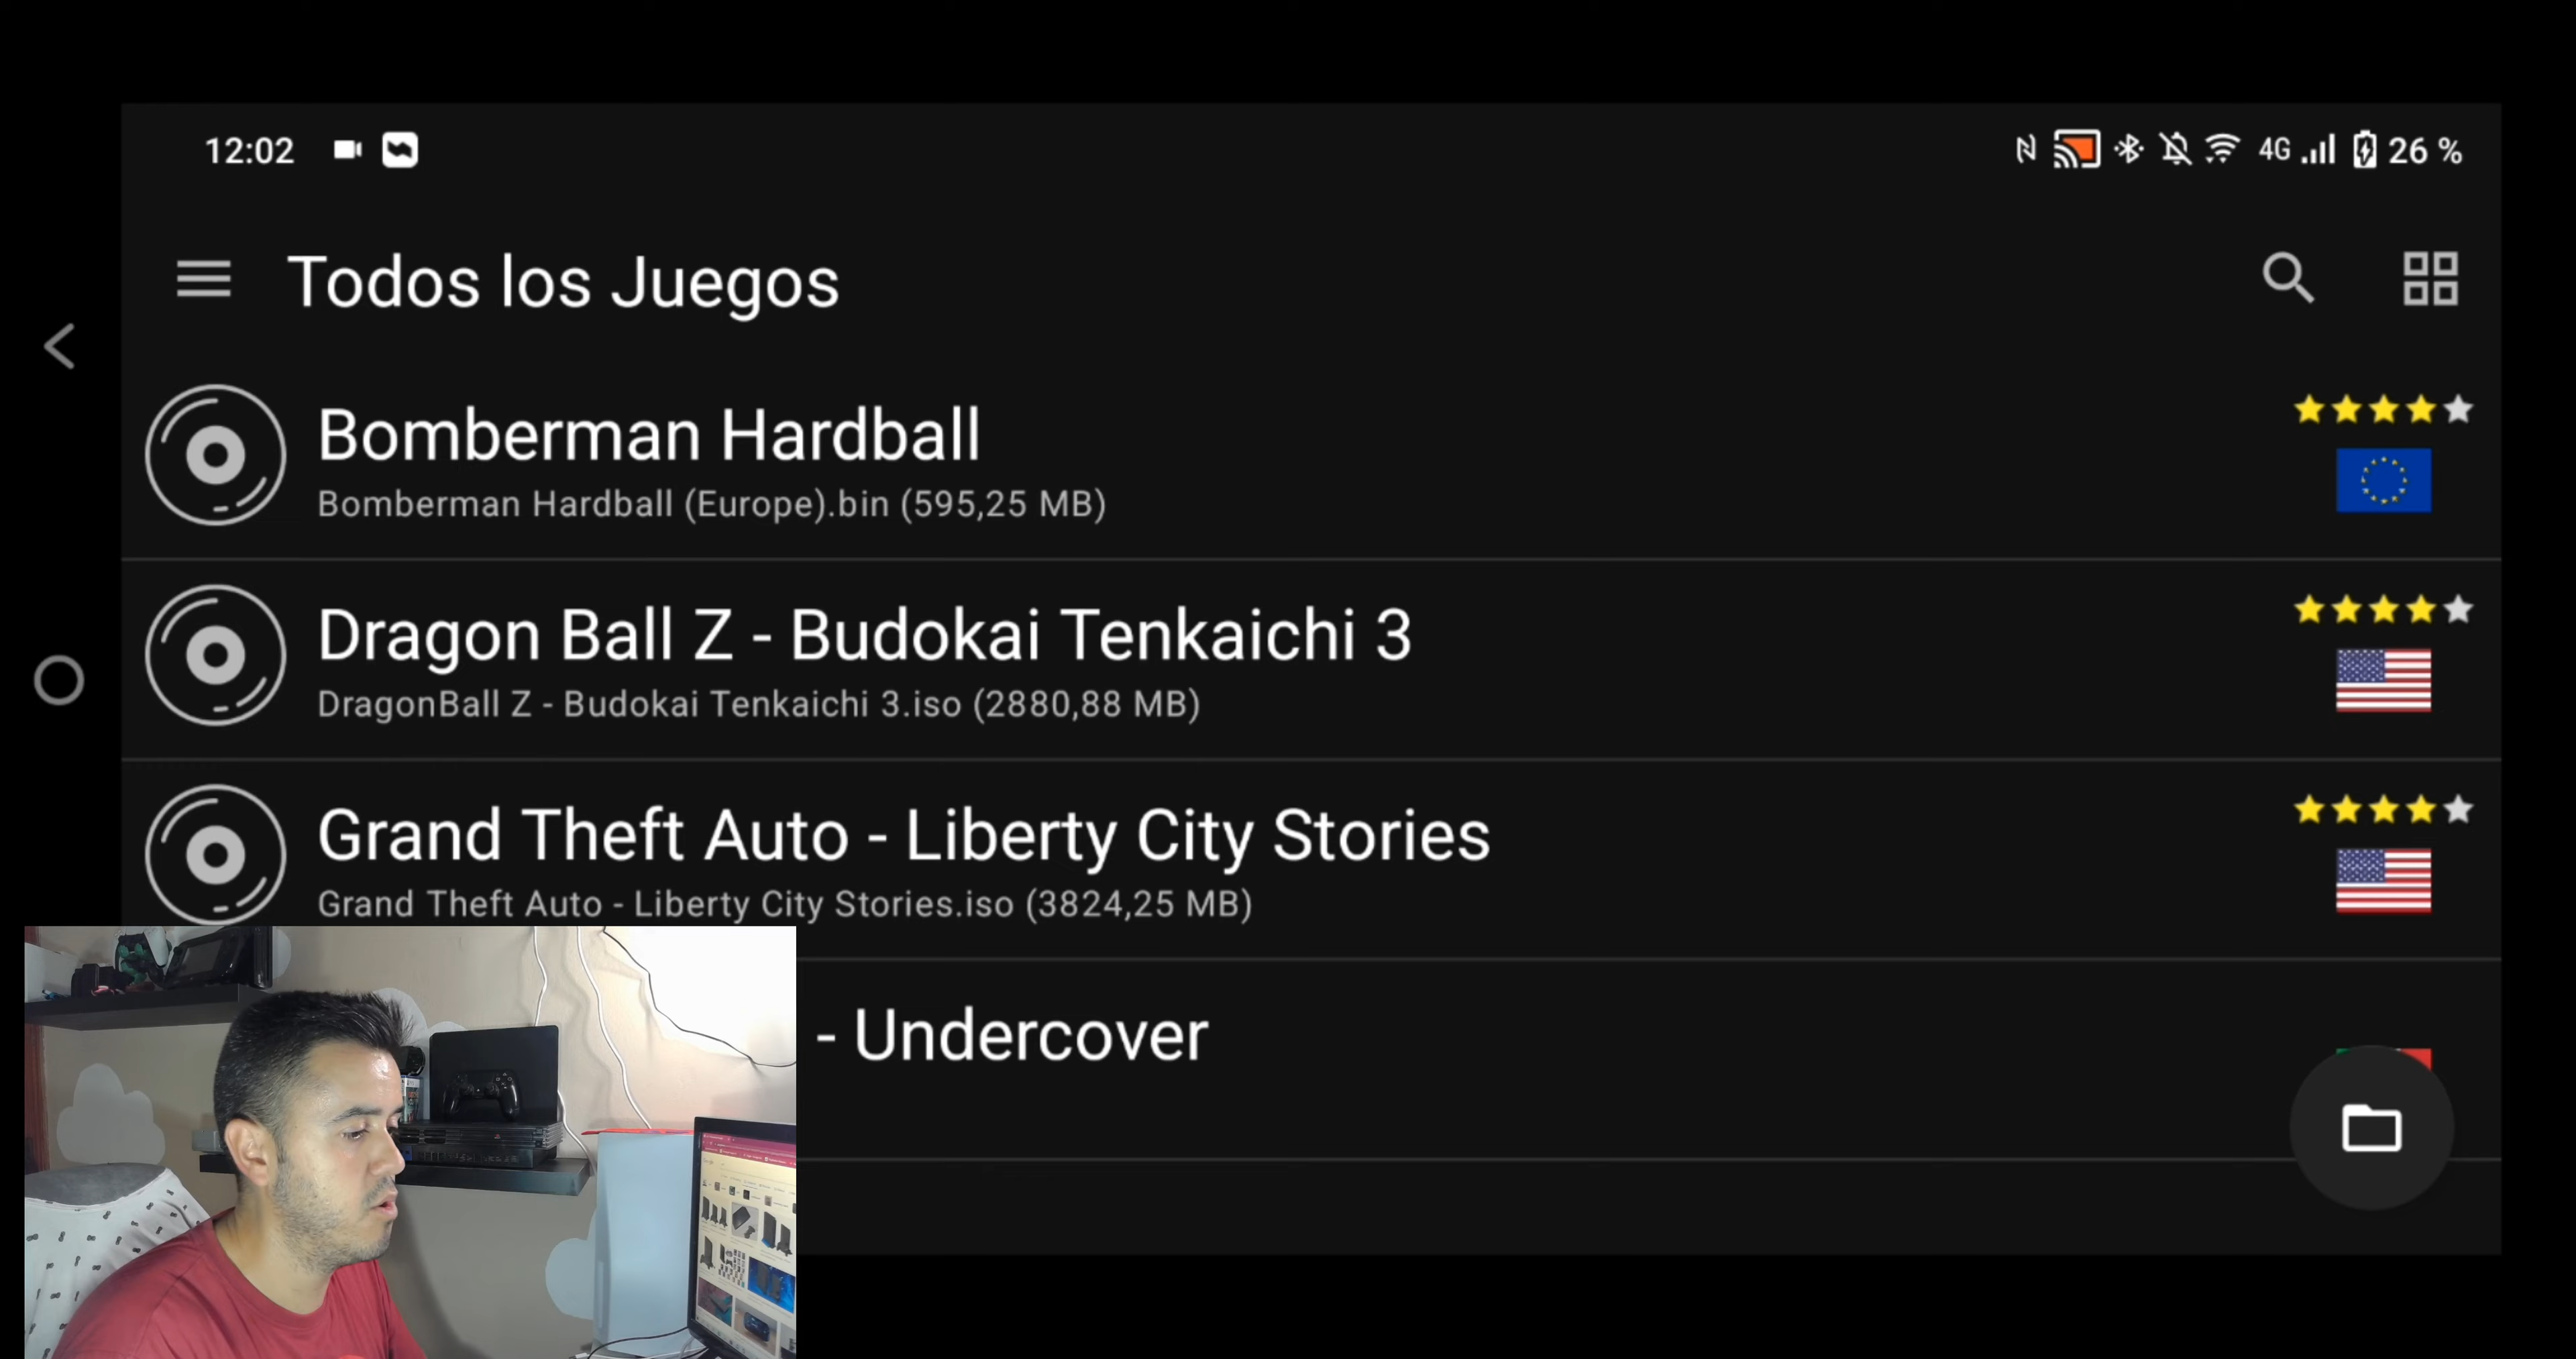 12:02 4G 26 %
Todos los Juegos
Bomberman Hardball
Bomberman Hardball (Europe).bin (595,25 MB)
Dragon Ball Z - Budokai Tenkaichi 3
DragonBall Z - Budokai Tenkaichi 3.iso (2880,88 MB)
Grand Theft Auto - Liberty City Stories
Grand Theft Auto - Liberty City Stories.iso (3824,25 MB)
- Undercover